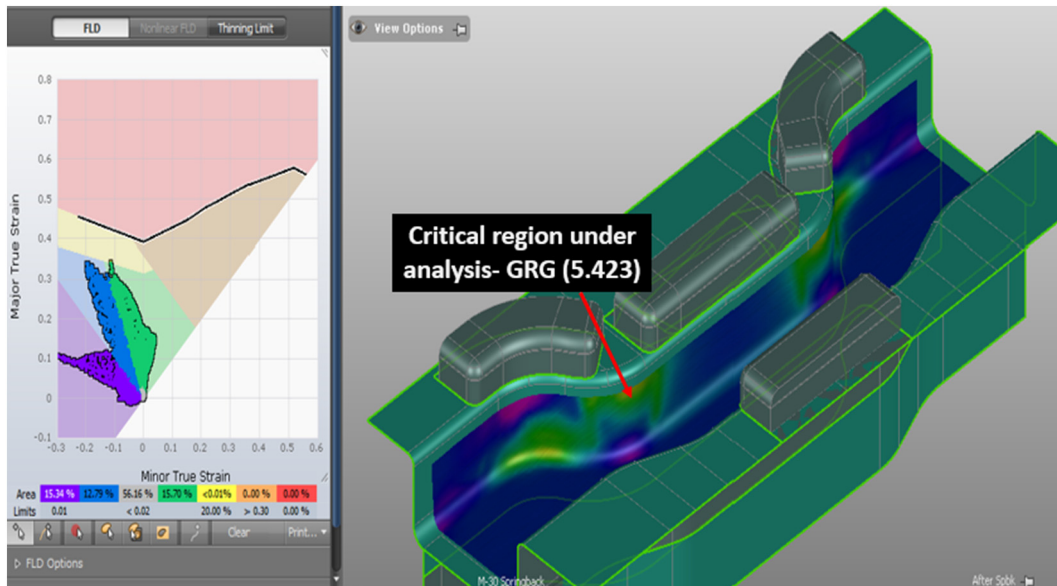 FLD Nonlinear FLD Thinning Limit
View Options
Major True Strain
0.8
0.7
0.6
0.5
0.4
0.3
0.2
0.1
0
-0.1
-0.3 -0.2 -0.1 0 0.1 0.2 0.3 0.4 0.5 0.6
Minor True Strain
Area 15.34 % 12.79 % 56.16 % 15.70 % <0.01% 0.00 % 0.00 %
Limits 0.01 < 0.02 20.00 % > 0.30 0.00 %
Clear Print...
FLD Options
Critical region under
analysis- GRG (5.423)
M-30 Springback
After Spbk